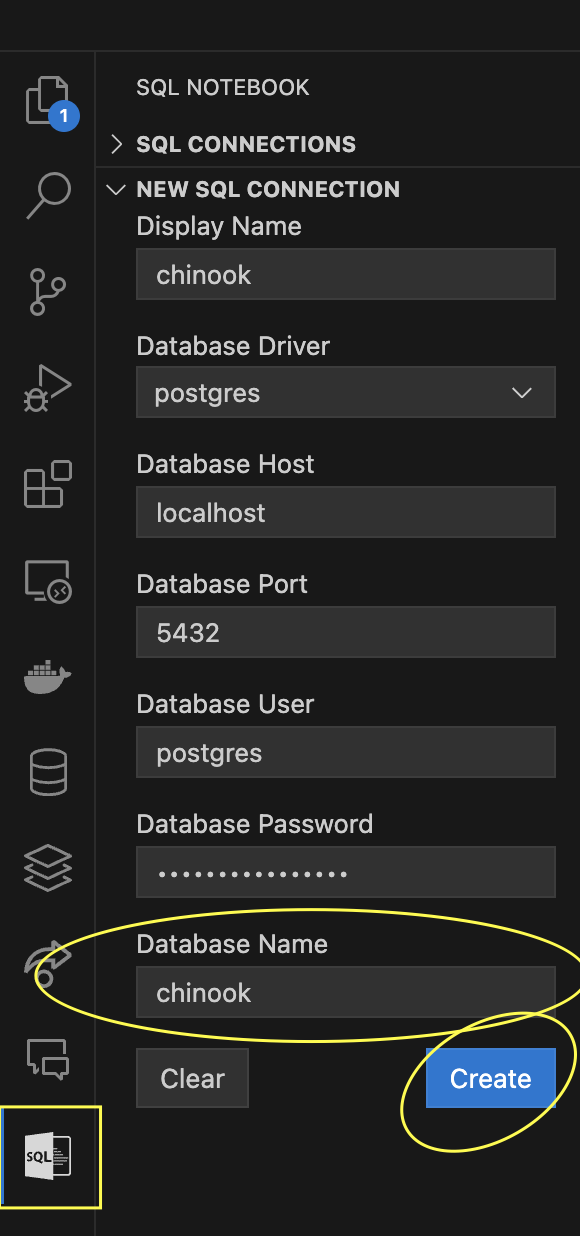 1
SQL NOTEBOOK
SQL CONNECTIONS
NEW SQL CONNECTION
Display Name
chinook
Database Driver
postgres
Database Host
localhost
Database Port
5432
Database User
postgres
Database Password
••••••••••••••••
Database Name
chinook
Clear
Create
SQL